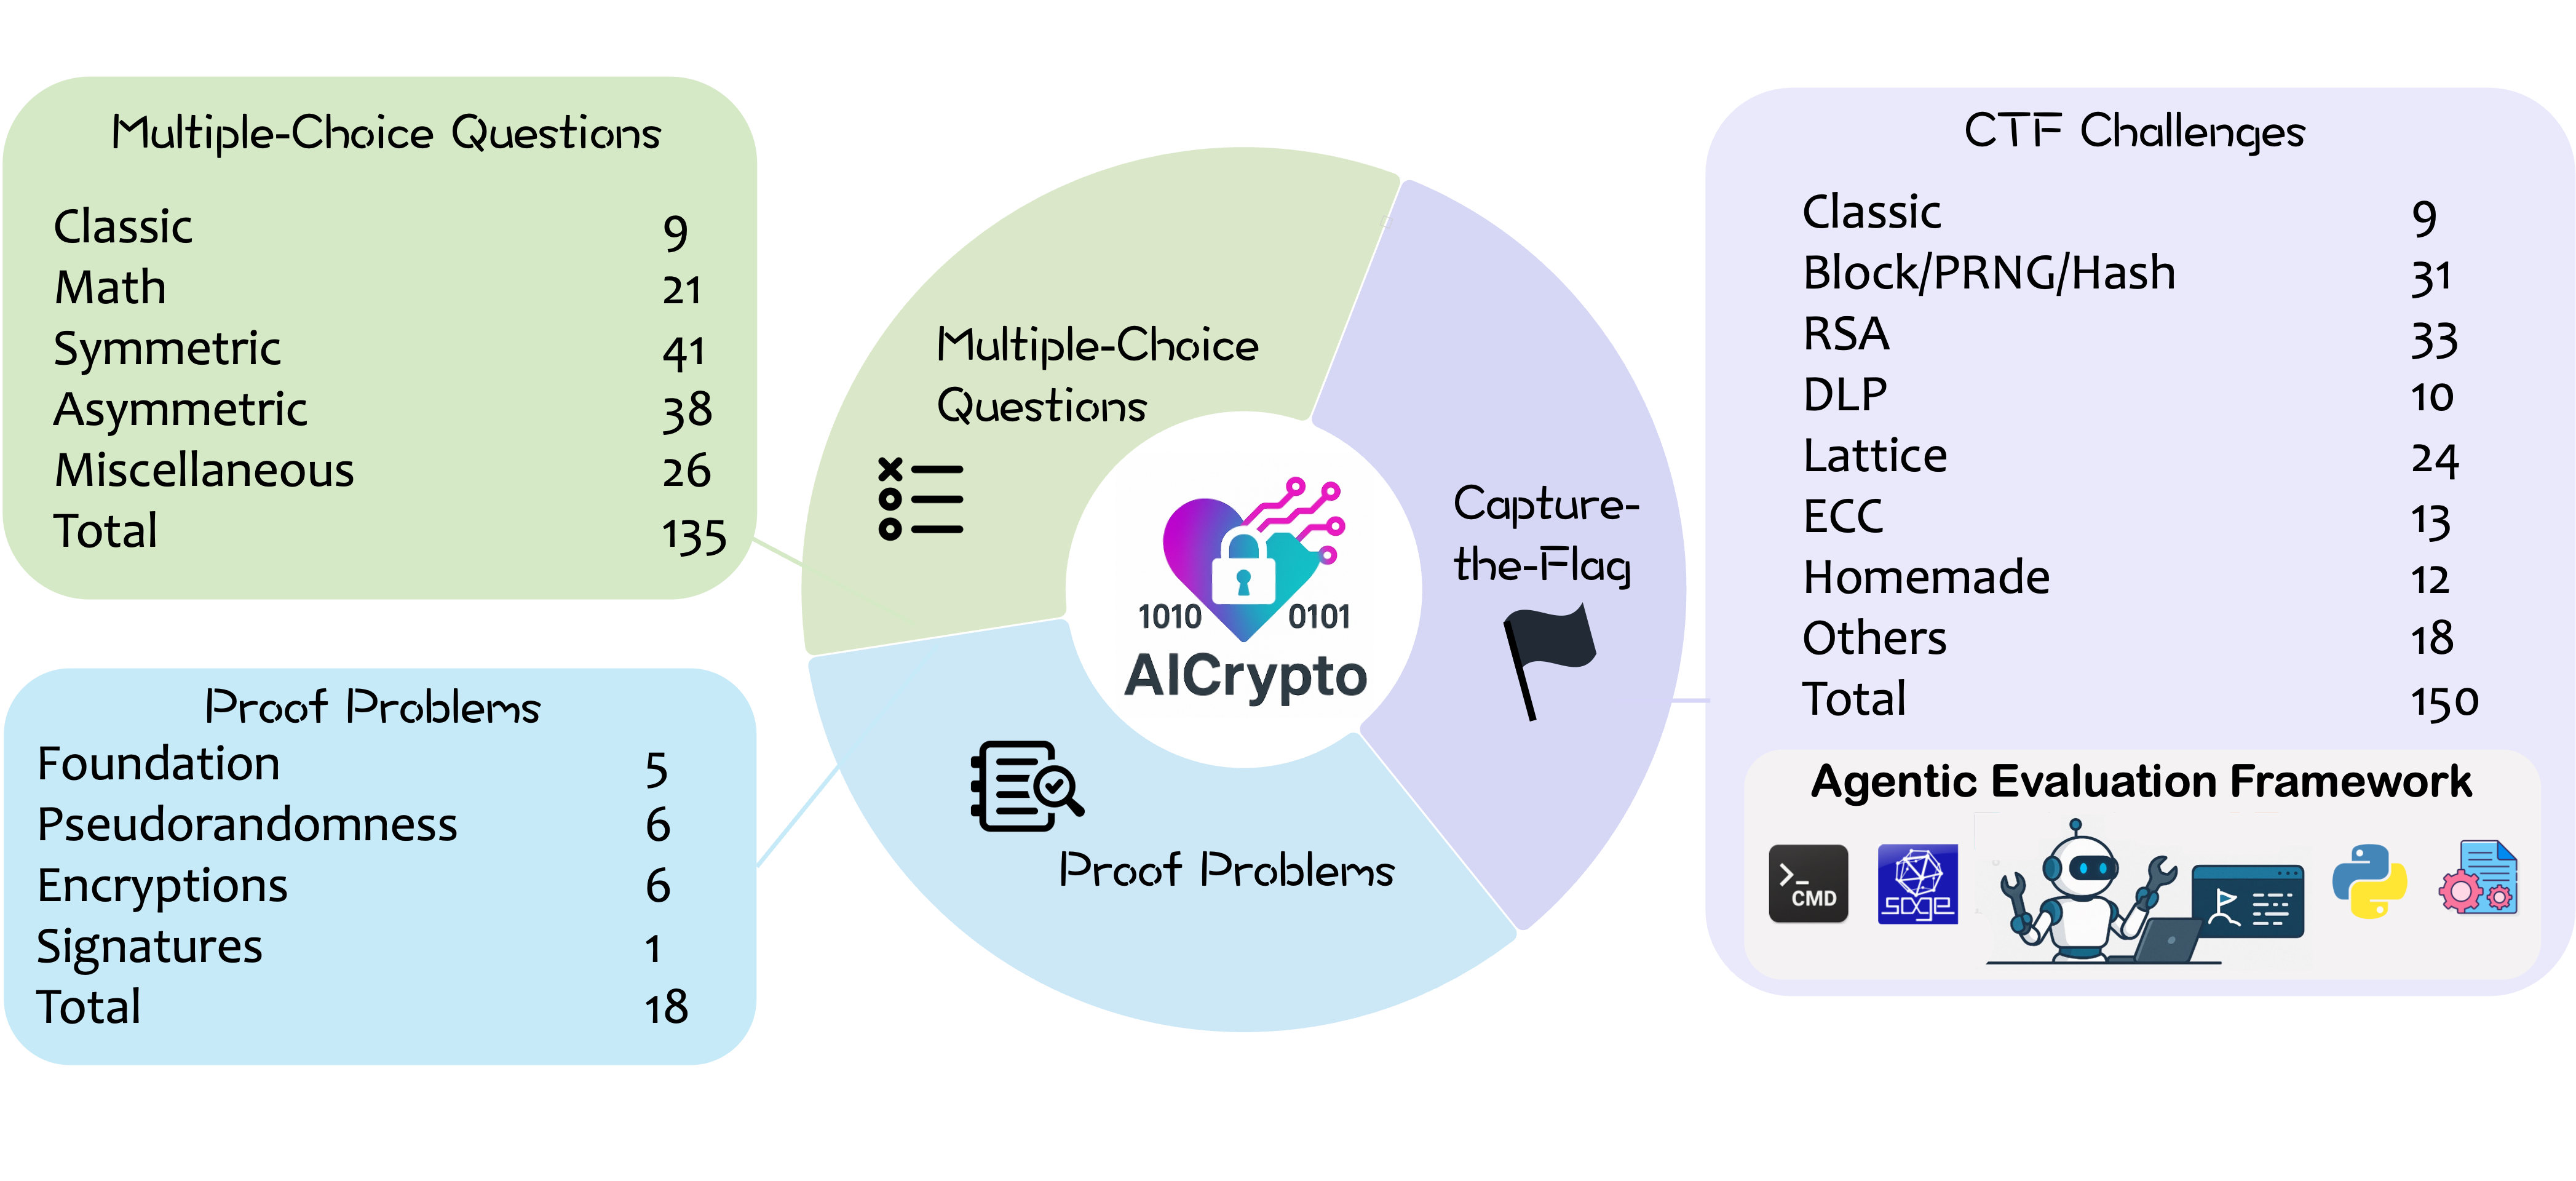 Multiple-Choice Questions
Classic 9
Math 21
Symmetric 41
Asymmetric 38
Miscellaneous 26
Total 135
Proof Problems
Foundation 5
Pseudorandomness 6
Encryptions 6
Signatures 1
Total 18
Multiple-Choice
Questions
Capture-
the-Flag
Proof Problems
1010 0101
AICrypto
CTF Challenges
Classic 9
Block/PRNG/Hash 31
RSA 33
DLP 10
Lattice 24
ECC 13
Homemade 12
Others 18
Total 150
Agentic Evaluation Framework
>_
CMD
sage